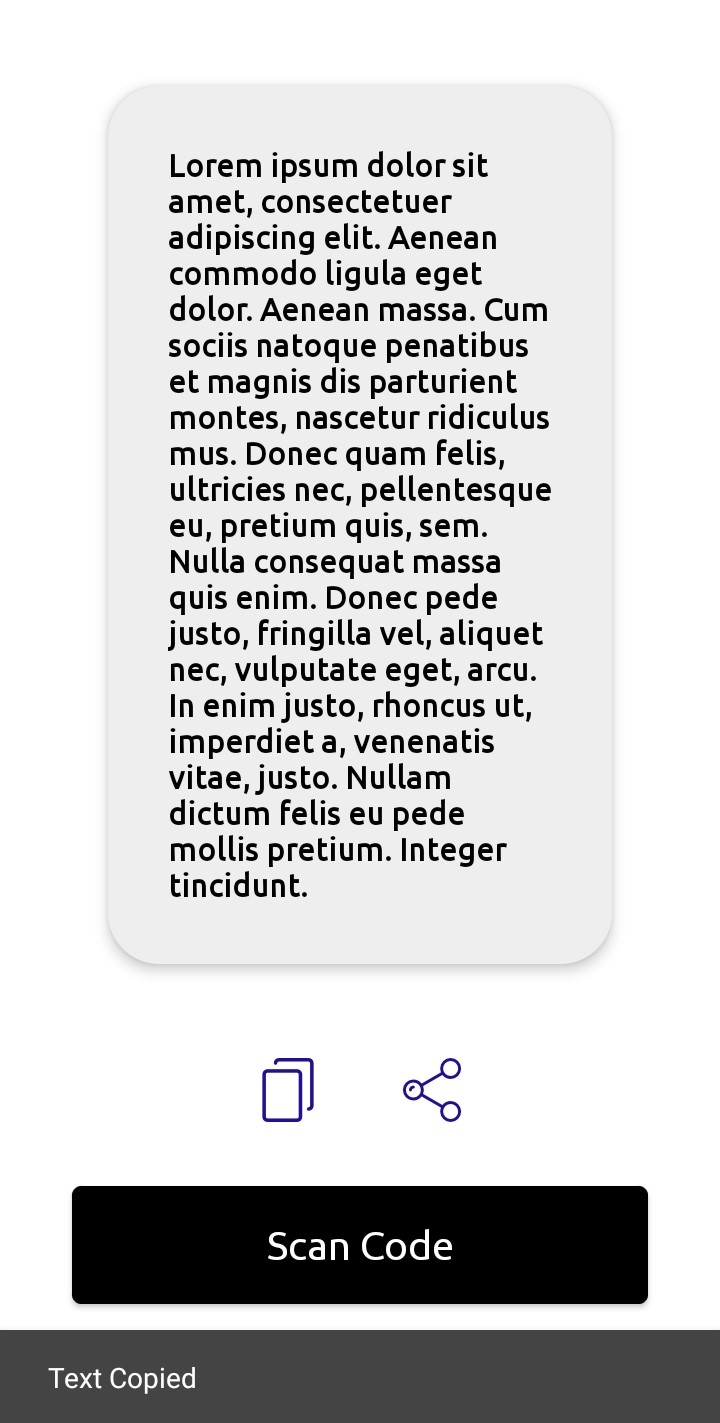 Lorem ipsum dolor sit
amet, consectetuer
adipiscing elit. Aenean
commodo ligula eget
dolor. Aenean massa. Cum
sociis natoque penatibus
et magnis dis parturient
montes, nascetur ridiculus
mus. Donec quam felis,
ultricies nec, pellentesque
eu, pretium quis, sem.
Nulla consequat massa
quis enim. Donec pede
justo, fringilla vel, aliquet
nec, vulputate eget, arcu.
In enim justo, rhoncus ut,
imperdiet a, venenatis
vitae, justo. Nullam
dictum felis eu pede
mollis pretium. Integer
tincidunt.
Scan Code
Text Copied